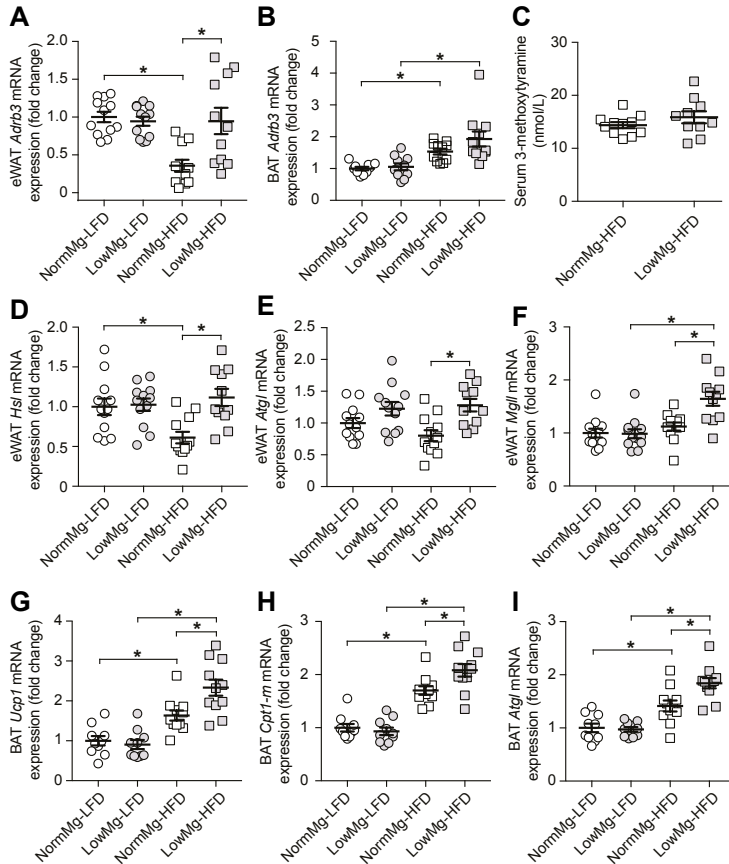 A
eWAT Adrb3 mRNA
expression (fold change)
2.0
1.5
1.0
0.5
0
*
*
NormMg-LFD
LowMg-LFD
NormMg-HFD
LowMg-HFD
B
BAT Adrb3 mRNA
expression (fold change)
5
4
3
2
1
0
*
*
NormMg-LFD
LowMg-LFD
NormMg-HFD
LowMg-HFD
C
Serum 3-methoxytyramine
(nmol/L)
30
20
10
0
NormMg-HFD
LowMg-HFD
D
eWAT Hsl mRNA
expression (fold change)
2.0
1.5
1.0
0.5
0
*
*
NormMg-LFD
LowMg-LFD
NormMg-HFD
LowMg-HFD
E
eWAT Atgl mRNA
expression (fold change)
2.5
2.0
1.5
1.0
0.5
0
*
NormMg-LFD
LowMg-LFD
NormMg-HFD
LowMg-HFD
F
eWAT Mgll mRNA
expression (fold change)
3
2
1
0
*
*
NormMg-LFD
LowMg-LFD
NormMg-HFD
LowMg-HFD
G
BAT Ucp1 mRNA
expression (fold change)
4
3
2
1
0
*
*
*
NormMg-LFD
LowMg-LFD
NormMg-HFD
LowMg-HFD
H
BAT Cpt1-m mRNA
expression (fold change)
3
2
1
0
*
*
*
NormMg-LFD
LowMg-LFD
NormMg-HFD
LowMg-HFD
I
BAT Atgl mRNA
expression (fold change)
3
2
1
0
*
*
*
NormMg-LFD
LowMg-LFD
NormMg-HFD
LowMg-HFD